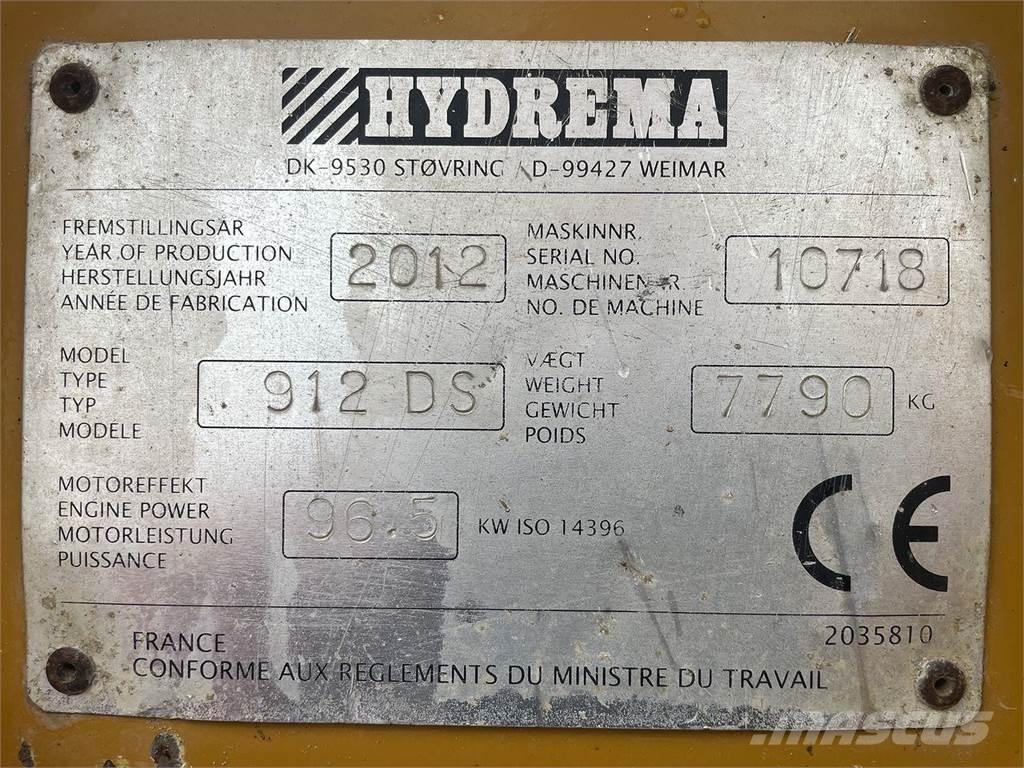 HYDREMA
DK-9530 STØVRING / D-99427 WEIMAR
FREMSTILLINGSÅR
YEAR OF PRODUCTION
HERSTELLUNGSJAHR
ANNÉE DE FABRICATION
2012
MASKINNR.
SERIAL NO.
MASCHINENNR.
NO. DE MACHINE
10718
MODEL
TYPE
TYP
MODÉLE
912 DS
VÆGT
WEIGHT
GEWICHT
POIDS
7790 KG
MOTOREFFEKT
ENGINE POWER
MOTORLEISTUNG
PUISSANCE
96.5 KW ISO 14396
CE
2035810
FRANCE
CONFORME AUX REGLEMENTS DU MINISTRE DU TRAVAIL
MASCUS